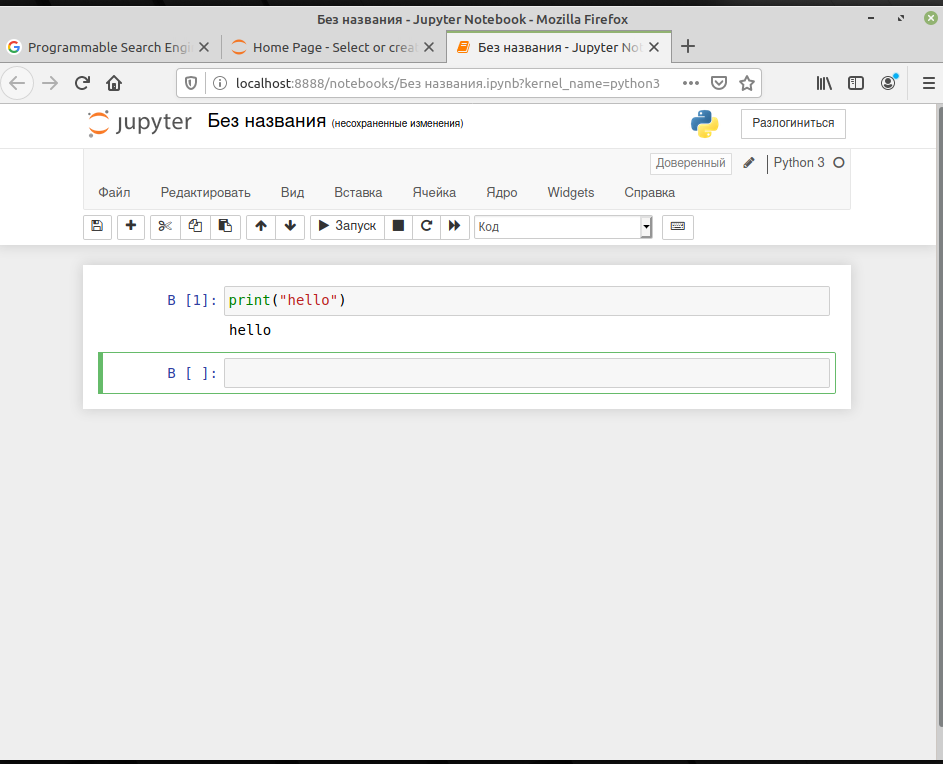 Без названия - Jupyter Notebook - Mozilla Firefox
Programmable Search Engi
Home Page - Select or crea
Без названия - Jupyter Not
localhost:8888/notebooks/Без названия.ipynb?kernel_name=python3
jupyter Без названия (несохраненные изменения)
Разлогиниться
Доверенный
Python 3
Файл Редактировать Вид Вставка Ячейка Ядро Widgets Справка
Запуск
Код
В [1]: print("hello")
hello
В [ ]: